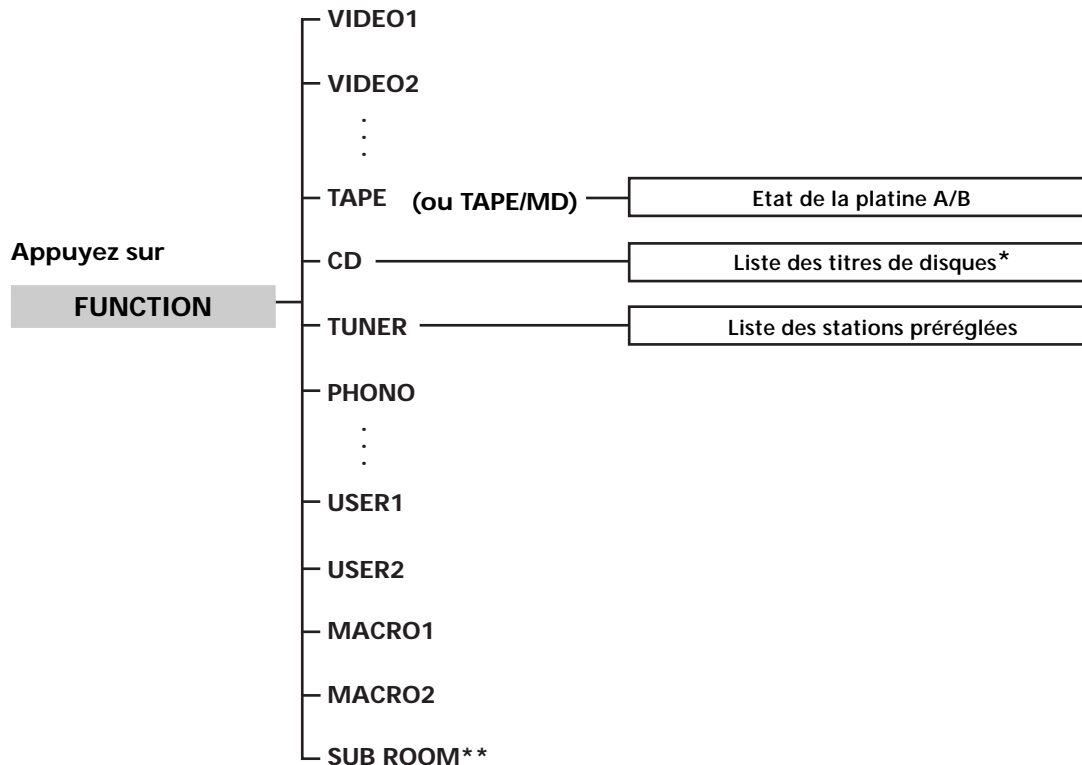 VIDEO1
VIDEO2
.
.
.
TAPE (ou TAPE/MD) Etat de la platine A/B
Appuyez sur
CD Liste des titres de disques*
FUNCTION
TUNER Liste des stations préréglées
PHONO
.
.
.
USER1
USER2
MACRO1
MACRO2
SUB ROOM**